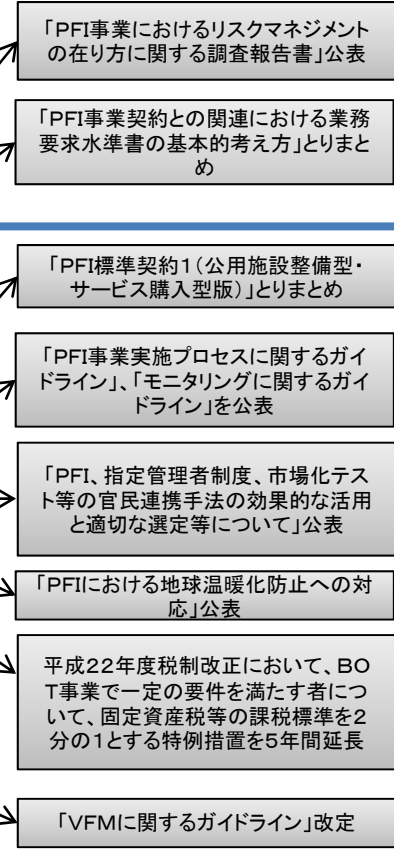 「PFI事業におけるリスクマネジメント
の在り方に関する調査報告書」公表
「PFI事業契約との関連における業務
要求水準書の基本的考え方」とりまと
め
「PFI標準契約1(公用施設整備型・
サービス購入型版)」とりまとめ
「PFI事業実施プロセスに関するガイ
ドライン」、「モニタリングに関するガイ
ドライン」を公表
「PFI、指定管理者制度、市場化テス
ト等の官民連携手法の効果的な活用
と適切な選定等について」公表
「PFIにおける地球温暖化防止への対
応」公表
平成22年度税制改正において、BO
T事業で一定の要件を満たす者につ
いて、固定資産税等の課税標準を2
分の1とする特例措置を5年間延長
「VFMに関するガイドライン」改定